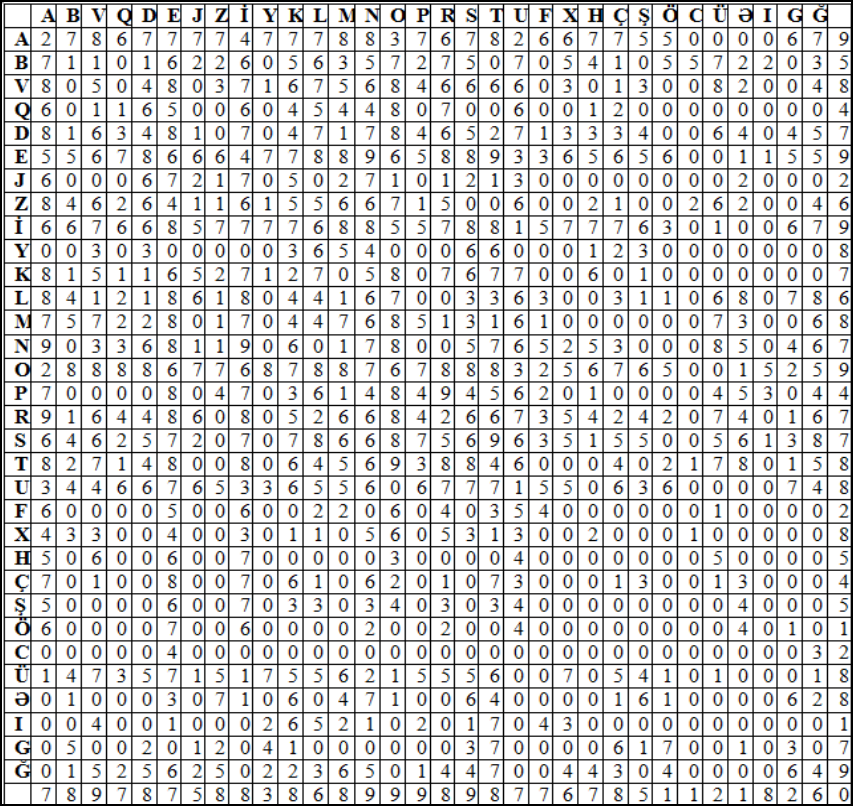 A B V Q D E J Z İ Y K L M N O P R S T U F X H Ç Ş Ö C Ü Ə I G Ğ
A 2 7 8 6 7 7 7 7 4 7 7 7 8 8 3 7 6 7 8 2 6 6 7 7 5 5 0 0 0 0 6 7 9
B 7 1 1 0 1 6 2 2 6 0 5 6 3 5 7 2 7 5 0 7 0 5 4 1 0 5 5 7 2 2 0 3 5
V 8 0 5 0 4 8 0 3 7 1 6 7 5 6 8 4 6 6 6 6 0 3 0 1 3 0 0 8 2 0 0 4 8
Q 6 0 1 1 6 5 0 0 6 0 4 5 4 4 8 0 7 0 0 6 0 0 1 2 0 0 0 0 0 0 0 0 4
D 8 1 6 3 4 8 1 0 7 0 4 7 1 7 8 4 6 5 2 7 1 3 3 3 4 0 0 6 4 0 4 5 7
E 5 5 6 7 8 6 6 6 4 7 7 8 8 9 6 5 8 8 9 3 3 6 5 6 5 6 0 0 1 1 5 5 9
J 6 0 0 0 6 7 2 1 7 0 5 0 2 7 1 0 1 2 1 3 0 0 0 0 0 0 0 2 0 0 0 0 2
Z 8 4 6 2 6 4 1 1 6 1 5 5 6 6 7 1 5 0 0 6 0 0 2 1 0 0 2 6 2 0 0 4 6
İ 6 6 7 6 6 8 5 7 7 7 7 6 8 8 5 5 7 8 8 1 5 7 7 7 6 3 0 1 0 0 6 7 9
Y 0 0 3 0 3 0 0 0 0 0 3 6 5 4 0 0 0 6 6 0 0 0 1 2 3 0 0 0 0 0 0 0 8
K 8 1 5 1 1 6 5 2 7 1 2 7 0 5 8 0 7 6 7 7 0 0 6 0 1 0 0 0 0 0 0 0 7
L 8 4 1 2 1 8 6 1 8 0 4 4 1 6 7 0 0 3 3 6 3 0 0 3 1 1 0 6 8 0 7 8 6
M 7 5 7 2 2 8 0 1 7 0 4 4 7 6 8 5 1 3 1 6 1 0 0 0 0 0 0 7 3 0 0 6 8
N 9 0 3 3 6 8 1 1 9 0 6 0 1 7 8 0 0 5 7 6 5 2 5 3 0 0 0 8 5 0 4 6 7
O 2 8 8 8 8 6 7 7 6 8 7 8 8 7 6 7 8 8 8 3 2 5 6 7 6 5 0 0 1 5 2 5 9
P 7 0 0 0 0 8 0 4 7 0 3 6 1 4 8 4 9 4 5 6 2 0 1 0 0 0 0 4 5 3 0 4 4
R 9 1 6 4 4 8 6 0 8 0 5 2 6 6 8 4 2 6 6 7 3 5 4 2 4 2 0 7 4 0 1 6 7
S 6 4 6 2 5 7 2 0 7 0 7 8 6 6 8 7 5 6 9 6 3 5 1 5 5 0 0 5 6 1 3 8 7
T 8 2 7 1 4 8 0 0 8 0 6 4 5 6 9 3 8 8 4 6 0 0 0 4 0 2 1 7 8 0 1 5 8
U 3 4 4 6 6 7 6 5 3 3 6 5 5 6 0 6 7 7 7 1 5 5 0 6 3 6 0 0 0 0 7 4 8
F 6 0 0 0 0 5 0 0 6 0 0 2 2 0 6 0 4 0 3 5 4 0 0 0 0 0 0 1 0 0 0 0 2
X 4 3 3 0 0 4 0 0 3 0 1 1 0 5 6 0 5 3 1 3 0 0 2 0 0 0 1 0 0 0 0 0 8
H 5 0 6 0 0 6 0 0 7 0 0 0 0 0 3 0 0 0 0 4 0 0 0 0 0 0 0 5 0 0 0 0 5
Ç 7 0 1 0 0 8 0 0 7 0 6 1 0 6 2 0 1 0 7 3 0 0 0 1 3 0 0 1 3 0 0 0 4
Ş 5 0 0 0 0 6 0 0 7 0 3 3 0 3 4 0 3 0 3 4 0 0 0 0 0 0 0 4 0 0 0 0 5
Ö 6 0 0 0 0 7 0 0 6 0 0 0 0 2 0 0 2 0 0 4 0 0 0 0 0 0 0 4 0 1 0 1
C 0 0 0 0 0 4 0 0 0 0 0 0 0 0 0 0 0 0 0 0 0 0 0 0 0 0 0 0 0 0 0 3 2
Ü 1 4 7 3 5 7 1 5 1 7 5 5 6 2 1 5 5 5 6 0 0 7 0 5 4 1 0 1 0 0 0 1 8
Ə 0 1 0 0 0 3 0 7 1 0 6 0 4 7 1 0 0 6 4 0 0 0 0 1 6 1 0 0 0 0 6 2 8
I 0 0 4 0 0 1 0 0 0 2 6 5 2 1 0 2 0 1 7 0 4 3 0 0 0 0 0 0 0 0 0 0 1
G 0 5 0 0 2 0 1 2 0 4 1 0 0 0 0 0 0 3 7 0 0 0 0 6 1 7 0 0 1 0 3 0 7
Ğ 0 1 5 2 5 6 2 5 0 2 2 3 6 5 0 1 4 4 7 0 0 4 4 3 0 4 0 0 0 0 6 4 9
7 8 9 7 8 7 5 8 8 3 8 6 8 9 9 9 8 9 8 7 7 6 7 8 5 1 1 2 1 8 2 6 0